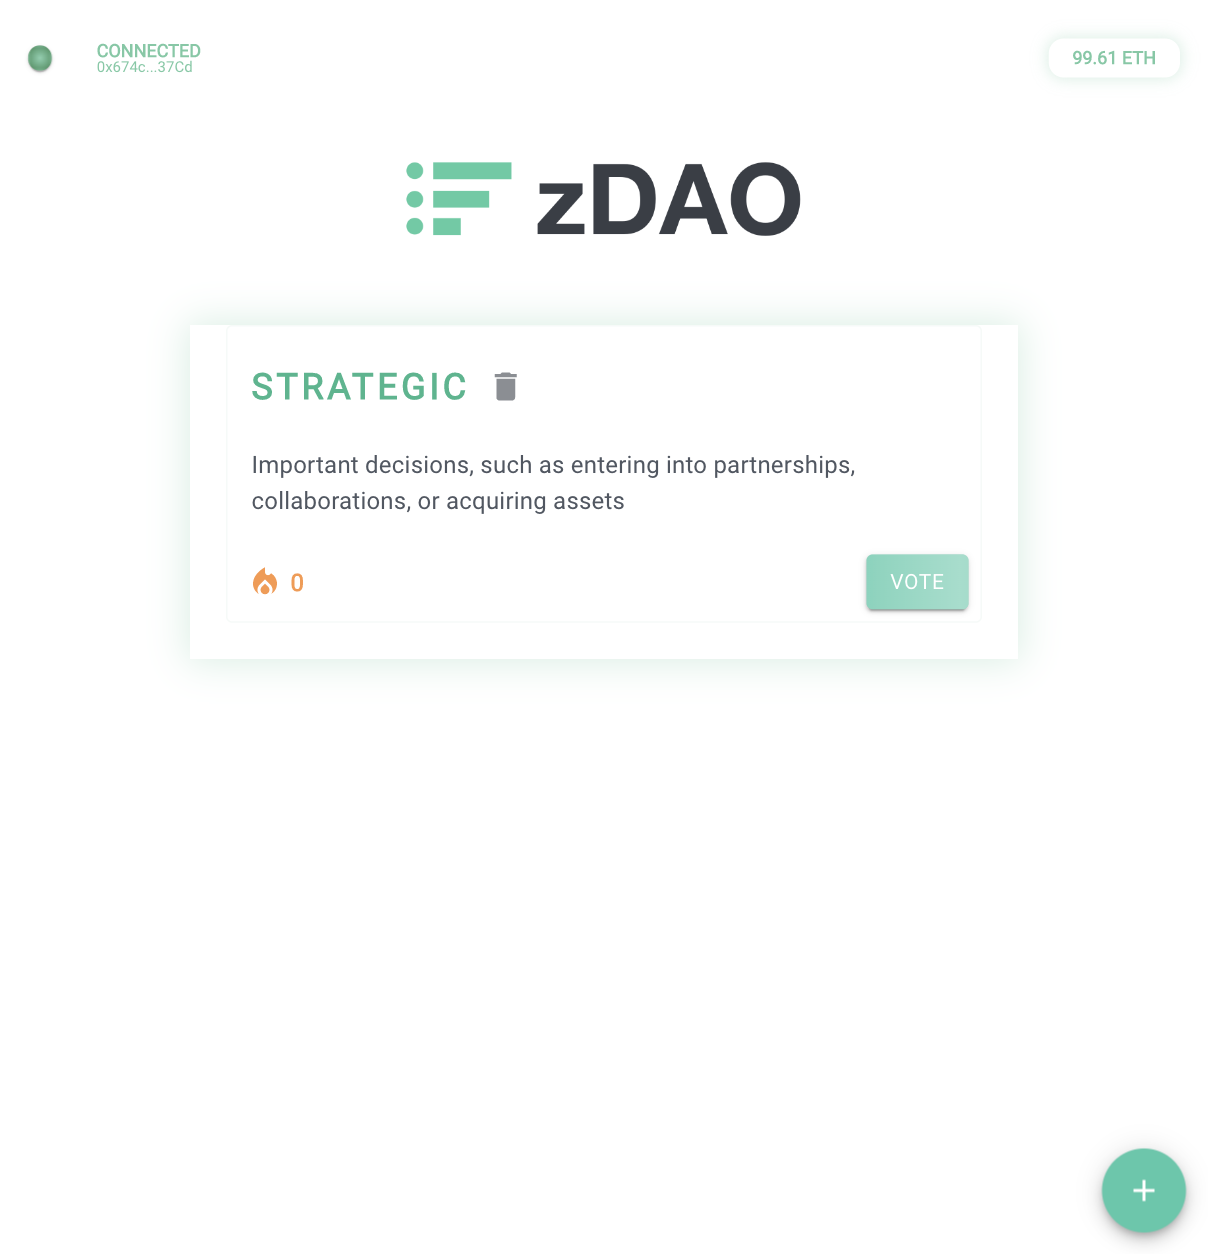 CONNECTED
0x674c...37Cd
99.61 ETH
zDAO
STRATEGIC
Important decisions, such as entering into partnerships,
collaborations, or acquiring assets
0
VOTE
+